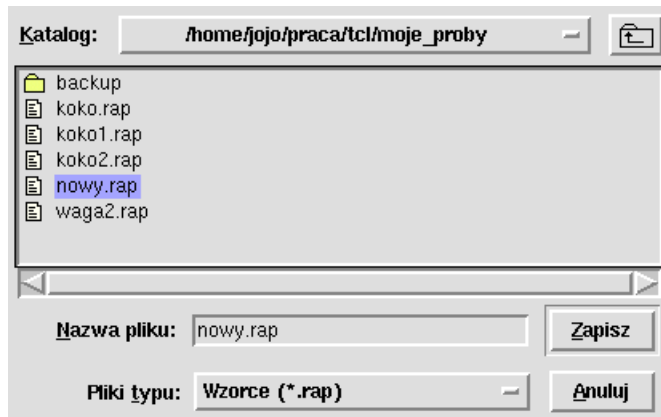 Katalog: /home/jojo/praca/tcl/moje_proby
backup
koko.rap
koko1.rap
koko2.rap
nowy.rap
waga2.rap
Nazwa pliku: nowy.rap Zapisz
Pliki typu: Wzorce (*.rap) Anuluj